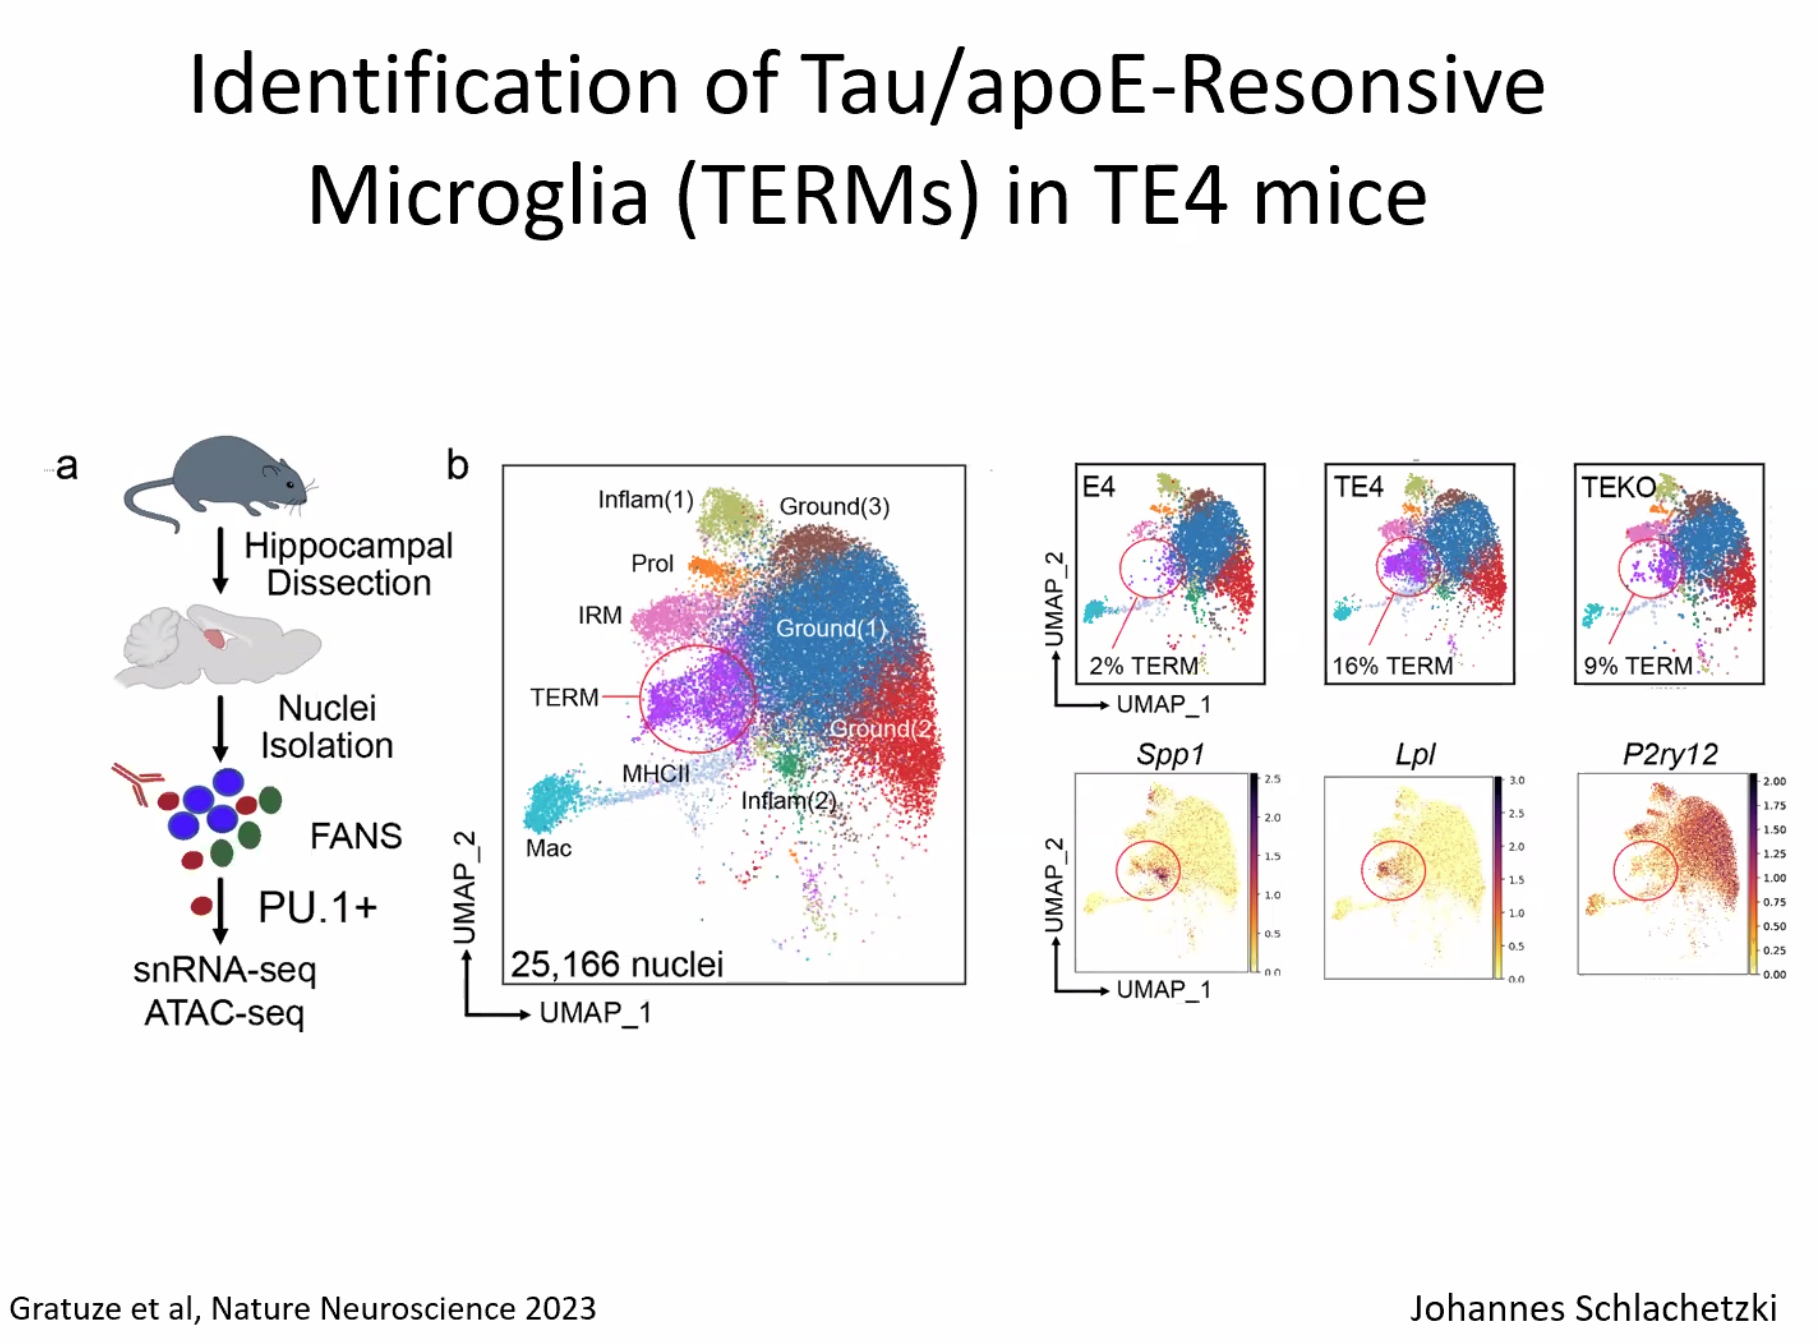 Identification of Tau/apoE-Resonsive
Microglia (TERMs) in TE4 mice
a
Hippocampal
Dissection
Nuclei
Isolation
FANS
PU.1+
snRNA-seq
ATAC-seq
b
Inflam(1)
Ground(3)
Prol
IRM
Ground(1)
TERM
Ground(2
MHCII
Inflam(2)
Mac
25,166 nuclei
UMAP_2
UMAP_1
E4
2% TERM
TE4
16% TERM
TEKO
9% TERM
UMAP_2
UMAP_1
Spp1
2.5
2.0
1.5
1.0
0.5
0.0
Lpl
3.0
2.5
2.0
1.5
1.0
0.5
0.0
P2ry12
2.00
1.75
1.50
1.25
1.00
0.75
0.50
0.25
0.00
UMAP_2
UMAP_1
Gratuze et al, Nature Neuroscience 2023
Johannes Schlachetzki